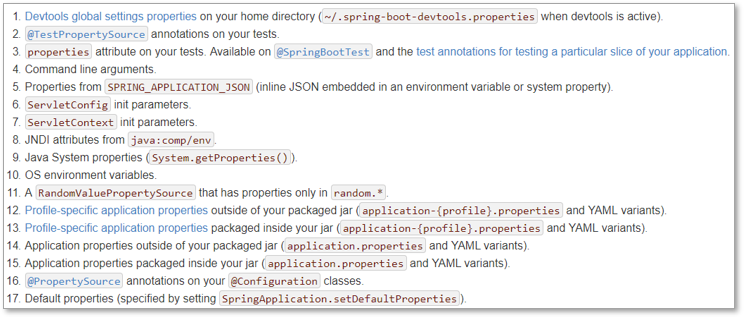 1. Devtools global settings properties on your home directory (~/.spring-boot-devtools.properties when devtools is active).
2. @TestPropertySource annotations on your tests.
3. properties attribute on your tests. Available on @SpringBootTest and the test annotations for testing a particular slice of your application.
4. Command line arguments.
5. Properties from SPRING_APPLICATION_JSON (inline JSON embedded in an environment variable or system property).
6. ServletConfig init parameters.
7. ServletContext init parameters.
8. JNDI attributes from java:comp/env.
9. Java System properties (System.getProperties()).
10. OS environment variables.
11. A RandomValuePropertySource that has properties only in random.*.
12. Profile-specific application properties outside of your packaged jar (application-{profile}.properties and YAML variants).
13. Profile-specific application properties packaged inside your jar (application-{profile}.properties and YAML variants).
14. Application properties outside of your packaged jar (application.properties and YAML variants).
15. Application properties packaged inside your jar (application.properties and YAML variants).
16. @PropertySource annotations on your @Configuration classes.
17. Default properties (specified by setting SpringApplication.setDefaultProperties).